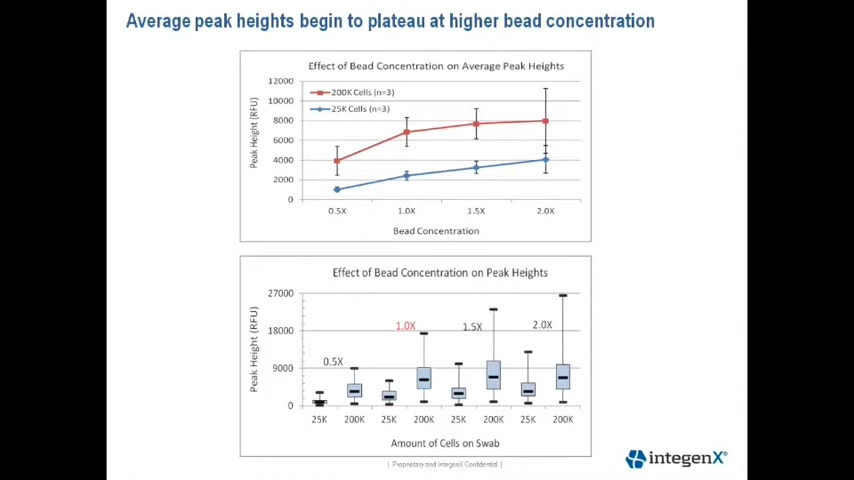 Average peak heights begin to plateau at higher bead concentration
Effect of Bead Concentration on Average Peak Heights
12000
10000
8000
6000
4000
2000
0
Peak Height (RFU)
200K Cells (n=3)
25K Cells (n=3)
0.5X 1.0X 1.5X 2.0X
Bead Concentration
Effect of Bead Concentration on Peak Heights
27000
18000
9000
0
Peak Height (RFU)
0.5X 1.0X 1.5X 2.0X
25K 200K 25K 200K 25K 200K 25K 200K
Amount of Cells on Swab
| Proprietary and IntegenX Confidential |
integenX®